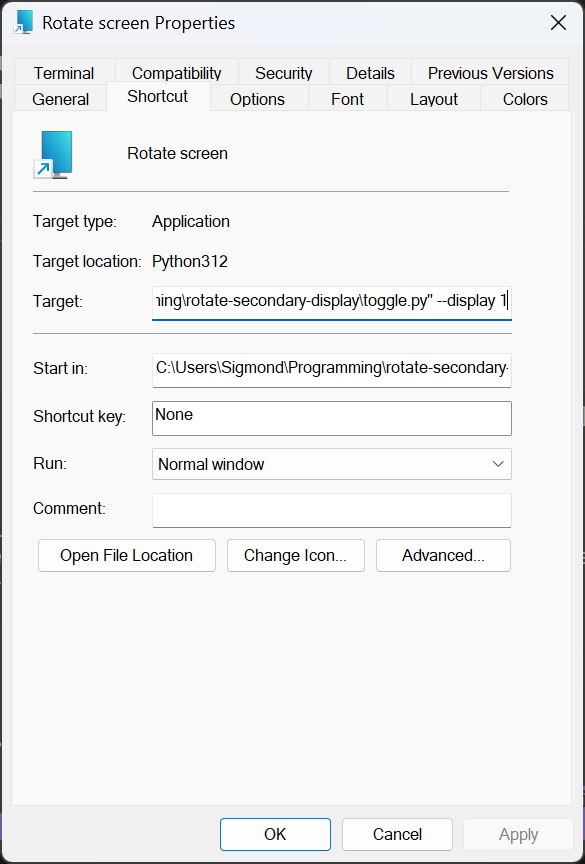 Rotate screen Properties
Terminal Compatibility Security Details Previous Versions
General Shortcut Options Font Layout Colors
Rotate screen
Target type: Application
Target location: Python312
Target: ning\rotate-secondary-display\toggle.py" --display 1
Start in: C:\Users\Sigmond\Programming\rotate-secondary-
Shortcut key: None
Run: Normal window
Comment:
Open File Location Change Icon... Advanced...
OK Cancel Apply